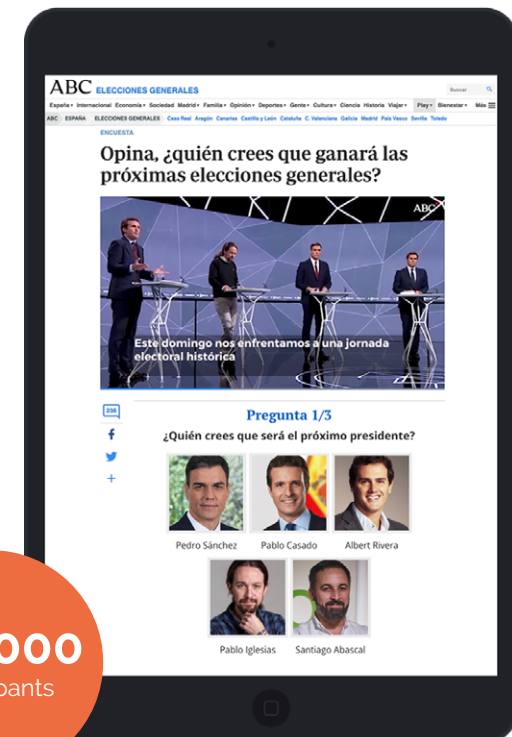 ABC ELECCIONES GENERALES
Buscar
España Internacional Economía Sociedad Madrid Familia Opinión Deportes Gente Cultura Ciencia Historia Viajar Play Bienestar Más
ABC ESPAÑA ELECCIONES GENERALES Casa Real Aragón Canarias Castilla y León Cataluña C. Valenciana Galicia Madrid País Vasco Sevilla Toledo
ENCUESTA
Opina, ¿quién crees que ganará las
próximas elecciones generales?
ABC
Este domingo nos enfrentamos a una jornada
electoral histórica
238
Pregunta 1/3
¿Quién crees que será el próximo presidente?
Pedro Sánchez Pablo Casado Albert Rivera
Pablo Iglesias Santiago Abascal
000
pants